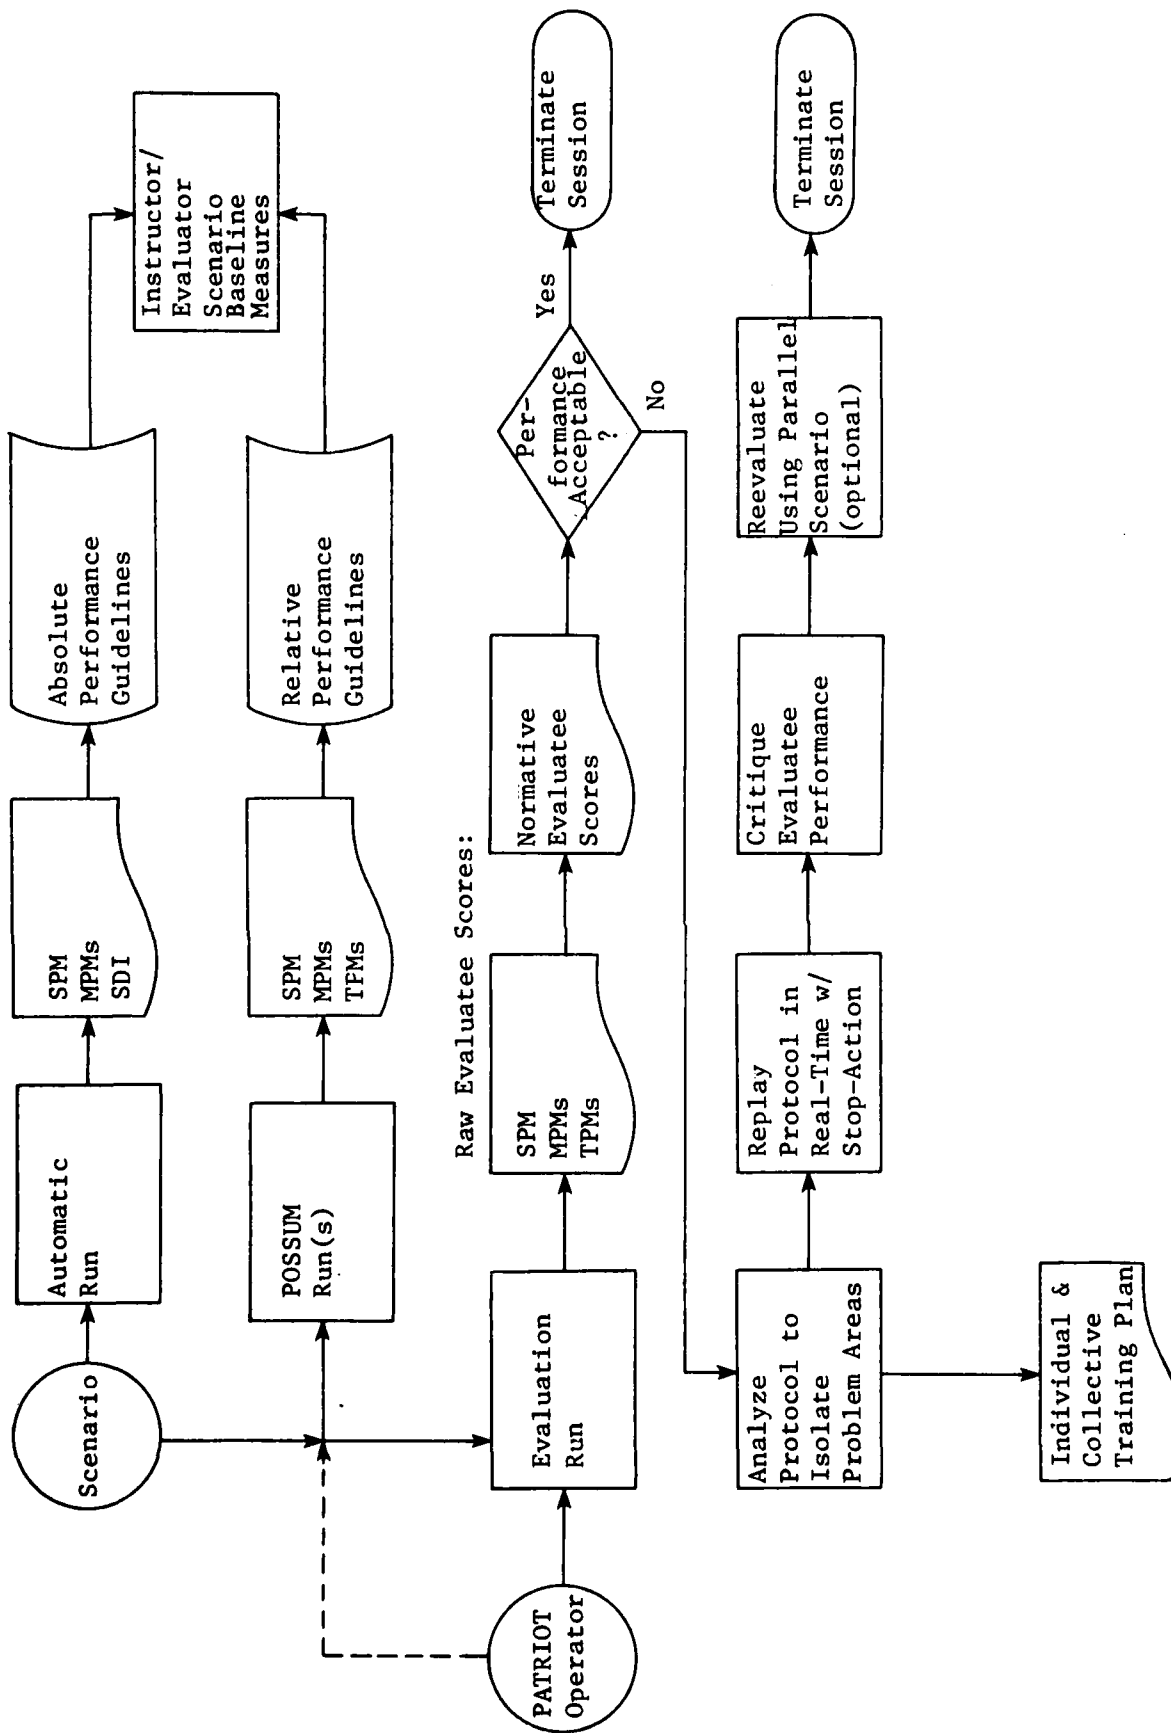 Scenario
Automatic
Run
SPM
MPMs
SDI
Absolute
Performance
Guidelines
Instructor/
Evaluator
Scenario
Baseline
Measures
POSSUM
Run(s)
SPM
MPMs
TFMs
Relative
Performance
Guidelines
PATRIOT
Operator
Evaluation
Run
Raw Evaluatee Scores:
SPM
MPMs
TPMs
Normative
Evaluatee
Scores
Per-
formance
Acceptable
?
Yes
No
Terminate
Session
Analyze
Protocol to
Isolate
Problem Areas
Replay
Protocol in
Real-Time w/
Stop-Action
Critique
Evaluatee
Performance
Reevaluate
Using Parallel
Scenario
(optional)
Terminate
Session
Individual &
Collective
Training Plan